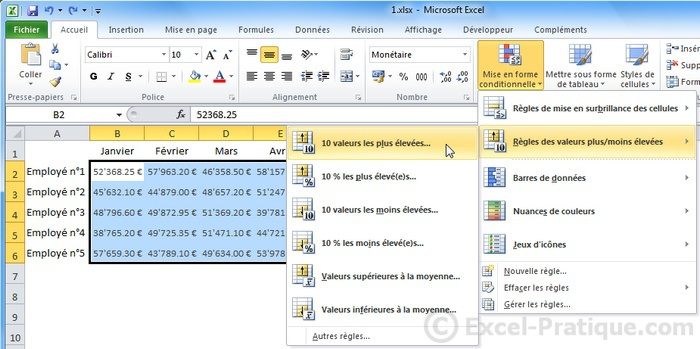 1.xlsx - Microsoft Excel
Fichier Accueil Insertion Mise en page Formules Données Révision Affichage Développeur Compléments
Coller
Presse-papiers
Calibri 10
G I S
Police
Alignement
Monétaire
% 000
Nombre
Mise en forme conditionnelle
Mettre sous forme de tableau
Styles de cellules
Insérer
Supprimer
Format
B2 fx 52368.25
A B C D E
1 Janvier Février Mars Avr
2 Employé n°1 52'368.25 € 57'963.20 € 46'358.50 € 58'157
3 Employé n°2 45'632.10 € 44'879.00 € 48'657.20 € 51'247
4 Employé n°3 48'796.60 € 49'872.95 € 51'369.20 € 39'781
5 Employé n°4 38'765.20 € 49'725.35 € 51'471.10 € 44'721
6 Employé n°5 57'659.30 € 43'789.10 € 49'634.00 € 53'978
7
8
9
10
10 valeurs les plus élevées...
10 % les plus élevé(e)s...
10 valeurs les moins élevées...
10 % les moins élevé(e)s...
Valeurs supérieures à la moyenne...
Valeurs inférieures à la moyenne...
Autres règles...
Règles de mise en surbrillance des cellules
Règles des valeurs plus/moins élevées
Barres de données
Nuances de couleurs
Jeux d'icônes
Nouvelle règle...
Effacer les règles
Gérer les règles...
© Excel-Pratique.com